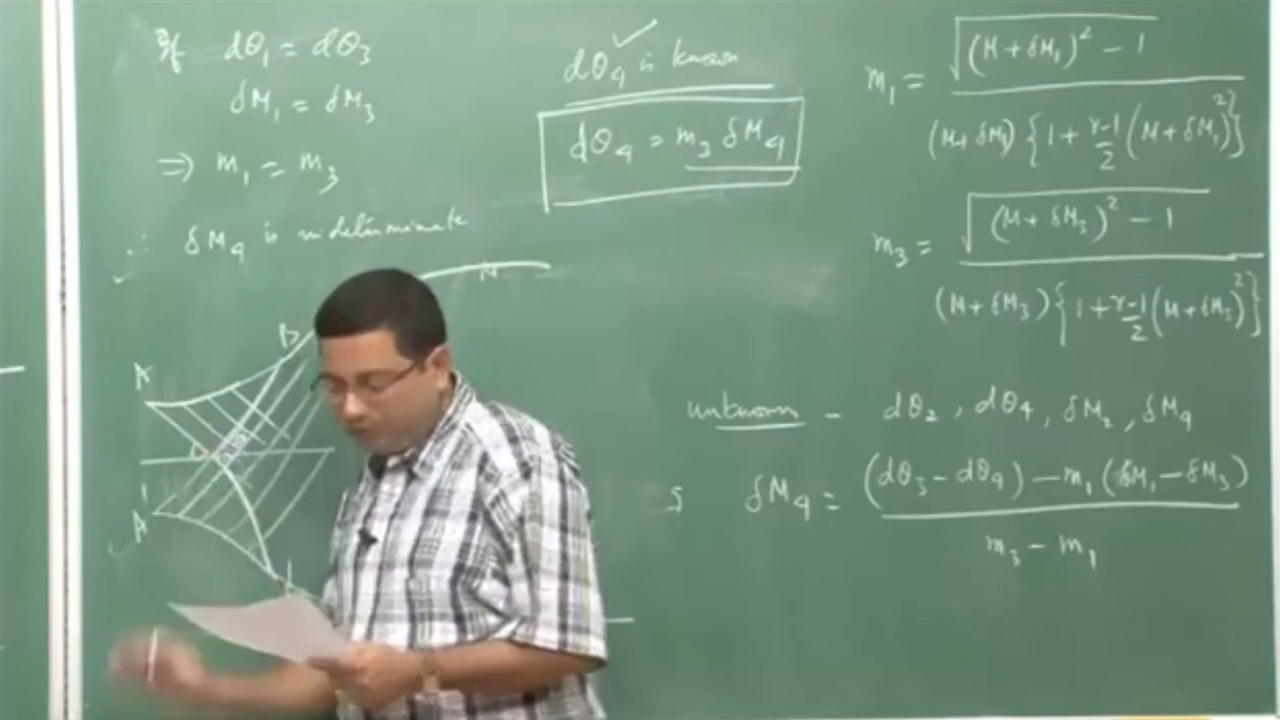 If dθ₁ = dθ₃
δM₁ = δM₃
⇒ m₁ = m₃
∴ δM₄ is indeterminate
dθ₄ is known
dθ₄ = m₃ δM₄
m₁ = √((M + δM₁)² − 1) / (M + δM₁) {1 + γ−1/2 (M + δM₁)²}
m₃ = √((M + δM₃)² − 1) / (M + δM₃) {1 + γ−1/2 (M + δM₃)²}
unknown – dθ₂, dθ₄, δM₂, δM₄
δM₄ = (dθ₃ − dθ₄) − m₁ (δM₁ − δM₃) / m₃ − m₁
A
B
A'